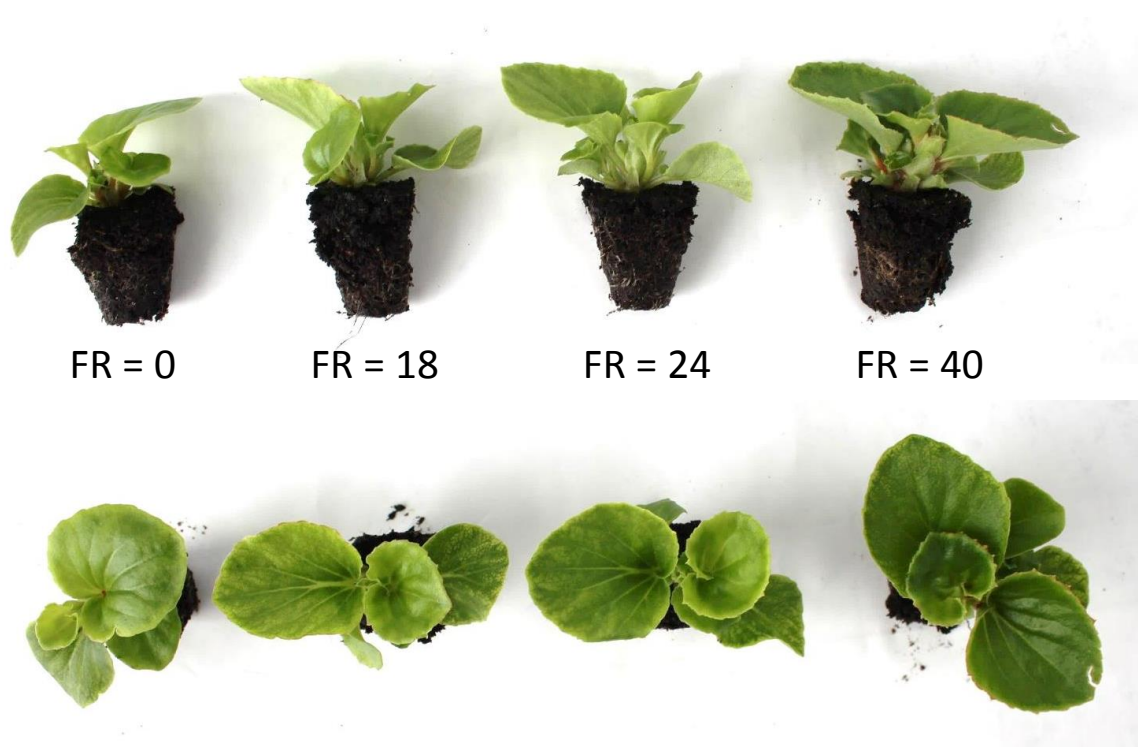 FR = 0
FR = 18
FR = 24
FR = 40